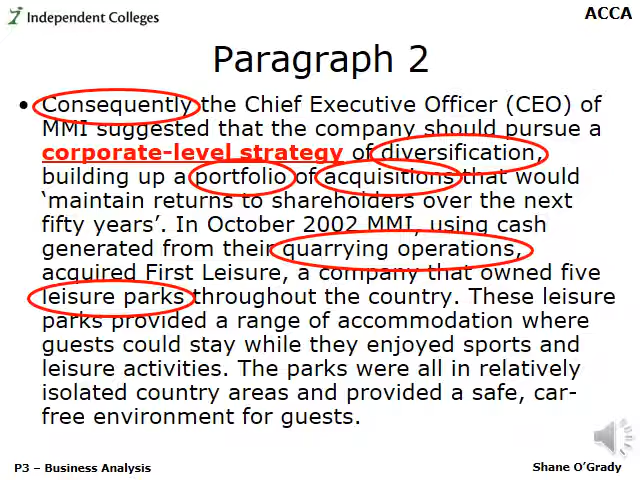 Independent Colleges
ACCA
Paragraph 2
• Consequently the Chief Executive Officer (CEO) of
MMI suggested that the company should pursue a
corporate-level strategy of diversification,
building up a portfolio of acquisitions that would
‘maintain returns to shareholders over the next
fifty years’. In October 2002 MMI, using cash
generated from their quarrying operations,
acquired First Leisure, a company that owned five
leisure parks throughout the country. These leisure
parks provided a range of accommodation where
guests could stay while they enjoyed sports and
leisure activities. The parks were all in relatively
isolated country areas and provided a safe, car-
free environment for guests.
P3 – Business Analysis
Shane O’Grady